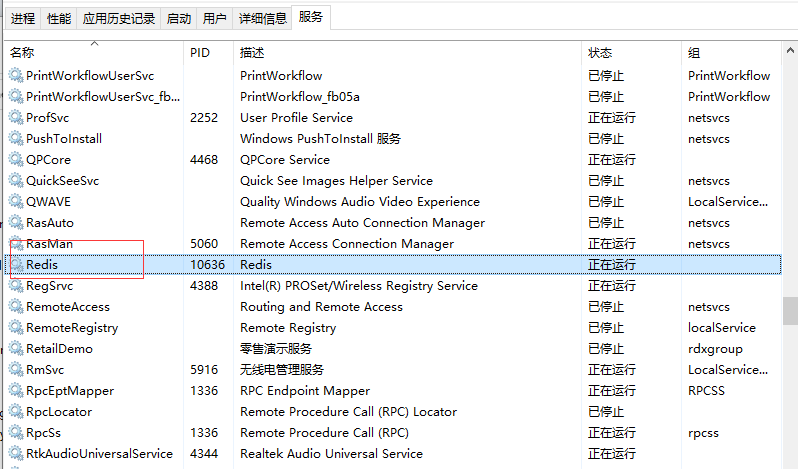 进程 性能 应用历史记录 启动 用户 详细信息 服务
名称 PID 描述 状态 组
PrintWorkflowUserSvc PrintWorkflow 已停止 PrintWorkflow
PrintWorkflowUserSvc_fb... PrintWorkflow_fb05a 已停止 PrintWorkflow
ProfSvc 2252 User Profile Service 正在运行 netsvcs
PushToInstall Windows PushToInstall 服务 已停止 netsvcs
QPCore 4468 QPCore Service 正在运行
QuickSeeSvc Quick See Images Helper Service 已停止 netsvcs
QWAVE Quality Windows Audio Video Experience 已停止 LocalService...
RasAuto Remote Access Auto Connection Manager 已停止 netsvcs
RasMan 5060 Remote Access Connection Manager 正在运行 netsvcs
Redis 10636 Redis 正在运行
RegSrvc 4388 Intel(R) PROSet/Wireless Registry Service 正在运行
RemoteAccess Routing and Remote Access 已停止 netsvcs
RemoteRegistry Remote Registry 已停止 localService
RetailDemo 零售演示服务 已停止 rdxgroup
RmSvc 5916 无线电管理服务 正在运行 LocalService...
RpcEptMapper 1336 RPC Endpoint Mapper 正在运行 RPCSS
RpcLocator Remote Procedure Call (RPC) Locator 已停止
RpcSs 1336 Remote Procedure Call (RPC) 正在运行 rpcss
RtkAudioUniversalService 4344 Realtek Audio Universal Service 正在运行